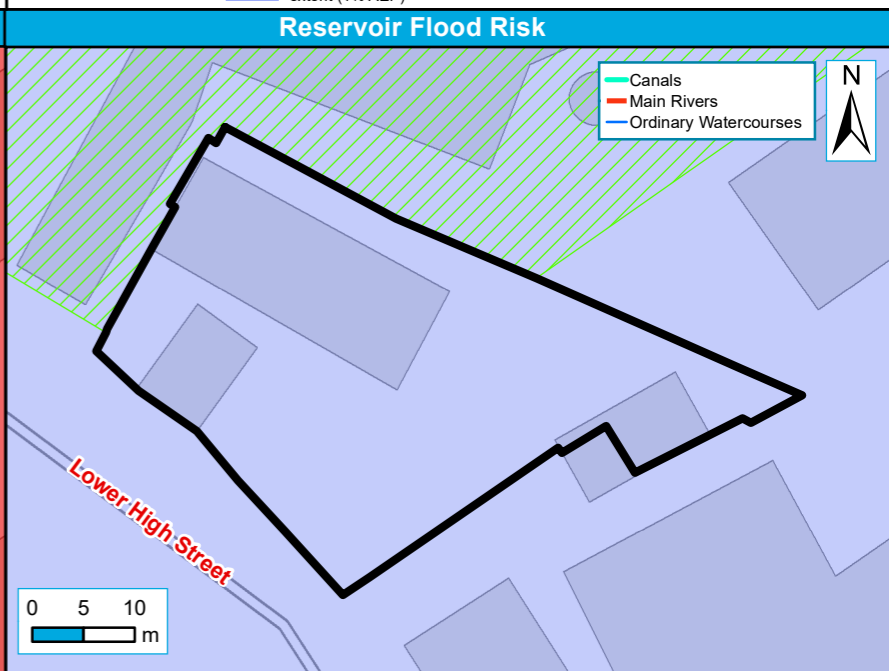 Reservoir Flood Risk
Canals
Main Rivers
Ordinary Watercourses
N
Lower High Street
0 5 10
m